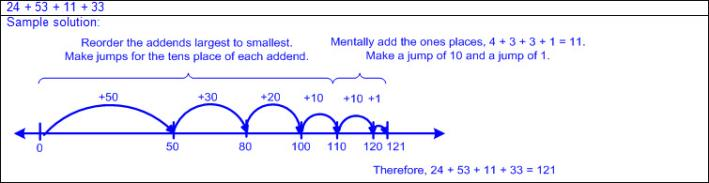 24 + 53 + 11 + 33
Sample solution:
Reorder the addends largest to smallest.
Make jumps for the tens place of each addend.
Mentally add the ones places, 4 + 3 + 3 + 1 = 11.
Make a jump of 10 and a jump of 1.
+50 +30 +20 +10 +10 +1
0 50 80 100 110 120 121
Therefore, 24 + 53 + 11 + 33 = 121